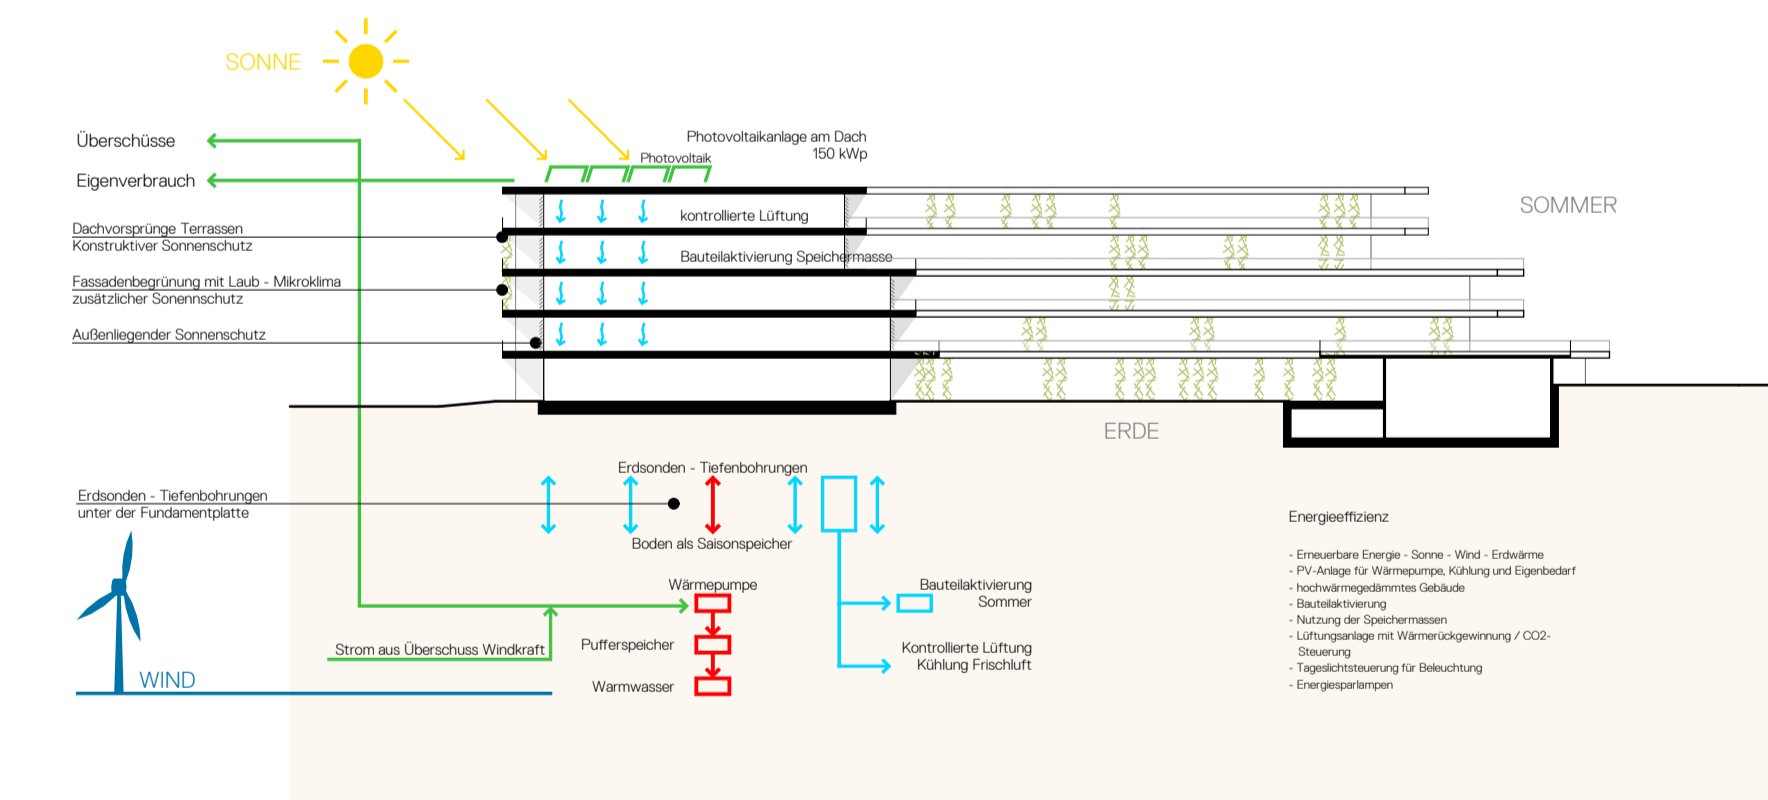 SONNE
Überschüsse
Eigenverbrauch
Photovoltaikanlage am Dach
150 kWp
Photovoltaik
SOMMER
kontrollierte Lüftung
Dachvorsprünge Terrassen
Konstruktiver Sonnenschutz
Bauteilaktivierung Speichermasse
Fassadenbegrünung mit Laub - Mikroklima
zusätzlicher Sonennschutz
Außenliegender Sonnenschutz
ERDE
Erdsonden - Tiefenbohrungen
Erdsonden - Tiefenbohrungen
unter der Fundamentplatte
Boden als Saisonspeicher
Wärmepumpe
Bauteilaktivierung
Sommer
Pufferspeicher
Kontrollierte Lüftung
Kühlung Frischluft
Strom aus Überschuss Windkraft
WIND
Warmwasser
Energieeffizienz
- Erneuerbare Energie - Sonne - Wind - Erdwärme
- PV-Anlage für Wärmepumpe, Kühlung und Eigenbedarf
- hochwärmegedämmtes Gebäude
- Bauteilaktivierung
- Nutzung der Speichermassen
- Lüftungsanlage mit Wärmerückgewinnung / CO2-
Steuerung
- Tageslichtsteuerung für Beleuchtung
- Energiesparlampen